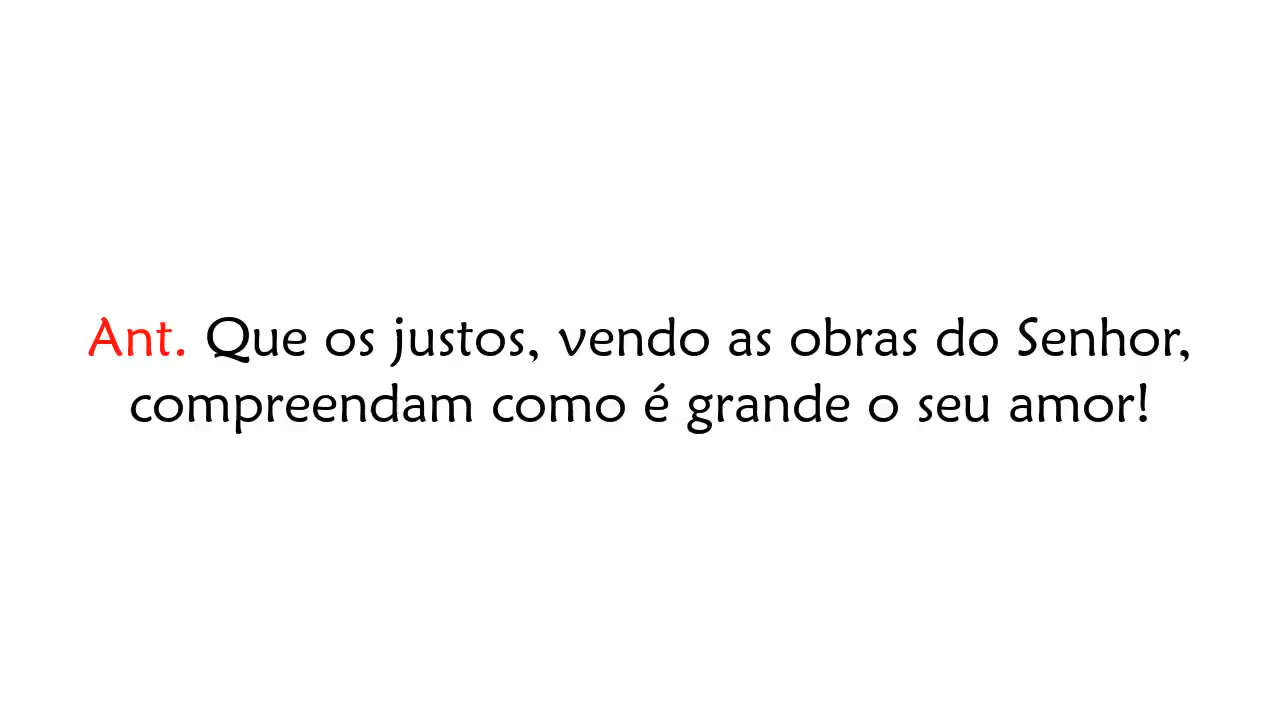 Ant. Que os justos, vendo as obras do Senhor,
compreendam como é grande o seu amor!